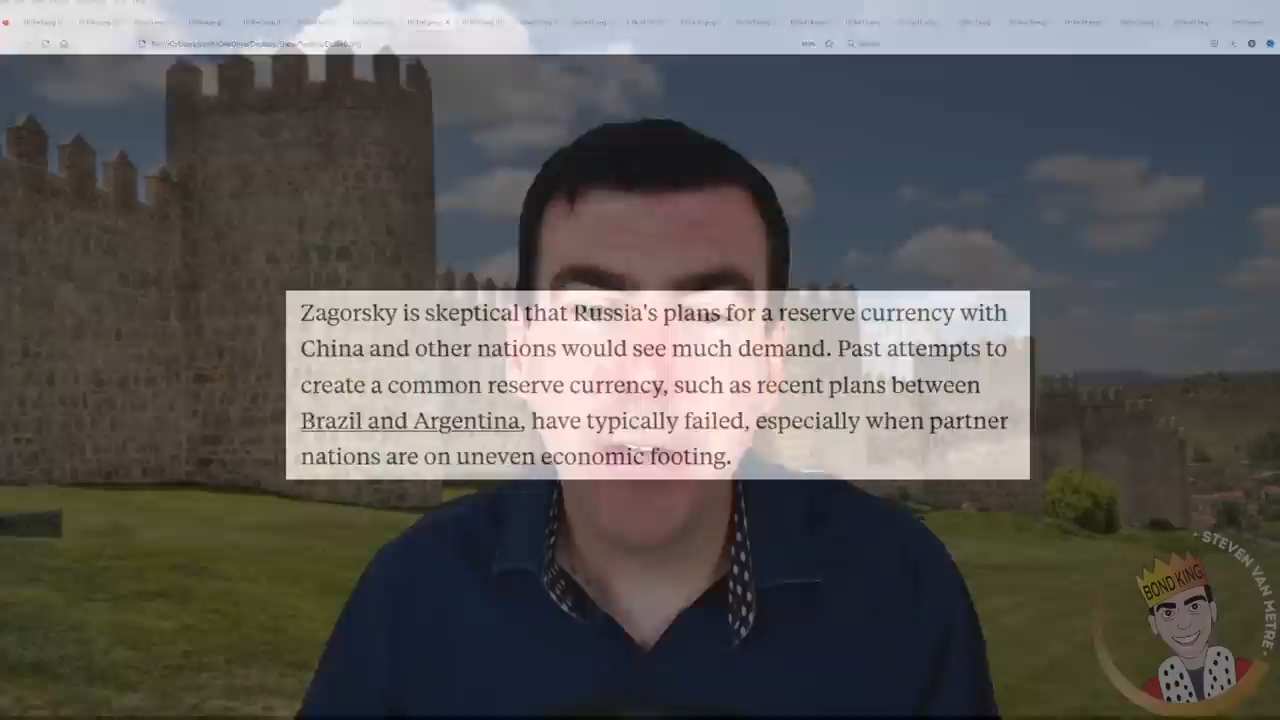 Zagorsky is skeptical that Russia's plans for a reserve currency with
China and other nations would see much demand. Past attempts to
create a common reserve currency, such as recent plans between
Brazil and Argentina, have typically failed, especially when partner
nations are on uneven economic footing.
· STEVEN VAN METRE ·
BOND KING